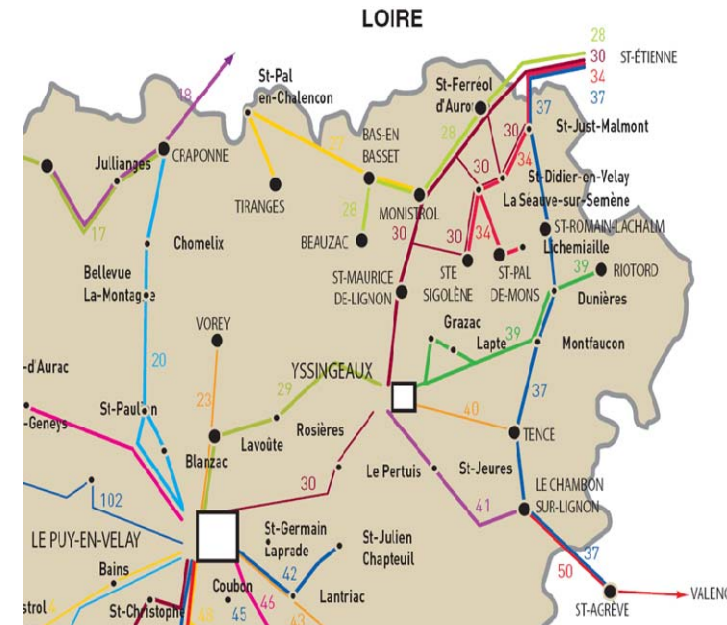 LOIRE
28
30
34
37
ST-ÉTIENNE
18
St-Pal
en-Chalencon
St-Ferréol
d'Auroc
37
St-Just-Malmont
Jullianges
CRAPONNE
27
BAS-EN
BASSET
28
30
34
30
St-Didier-en-Velay
La Séauve-sur-Semène
17
TIRANGES
28
MONISTROL
ST-ROMAIN-LACHALM
Chomelix
BEAUZAC
30
30
34
Lichemiaille
STE
SIGOLÈNE
ST-PAL
DE-MONS
39
RIOTORD
Bellevue
La-Montagne
ST-MAURICE
DE-LIGNON
Dunières
VOREY
Grazac
Lapte
39
Montfaucon
20
YSSINGEAUX
-d'Aurac
29
37
-Geneys
St-Paulien
23
40
Lavoûte
Rosières
TENCE
Blanzac
30
Le Pertuis
St-Jeures
102
41
LE CHAMBON
SUR-LIGNON
LE PUY-EN-VELAY
St-Germain
Laprade
St-Julien
Chapteuil
37
50
Bains
42
Coubon
Lantriac
ST-AGRÈVE
VALENC
strol
4
St-Christophe
48
45
46
43